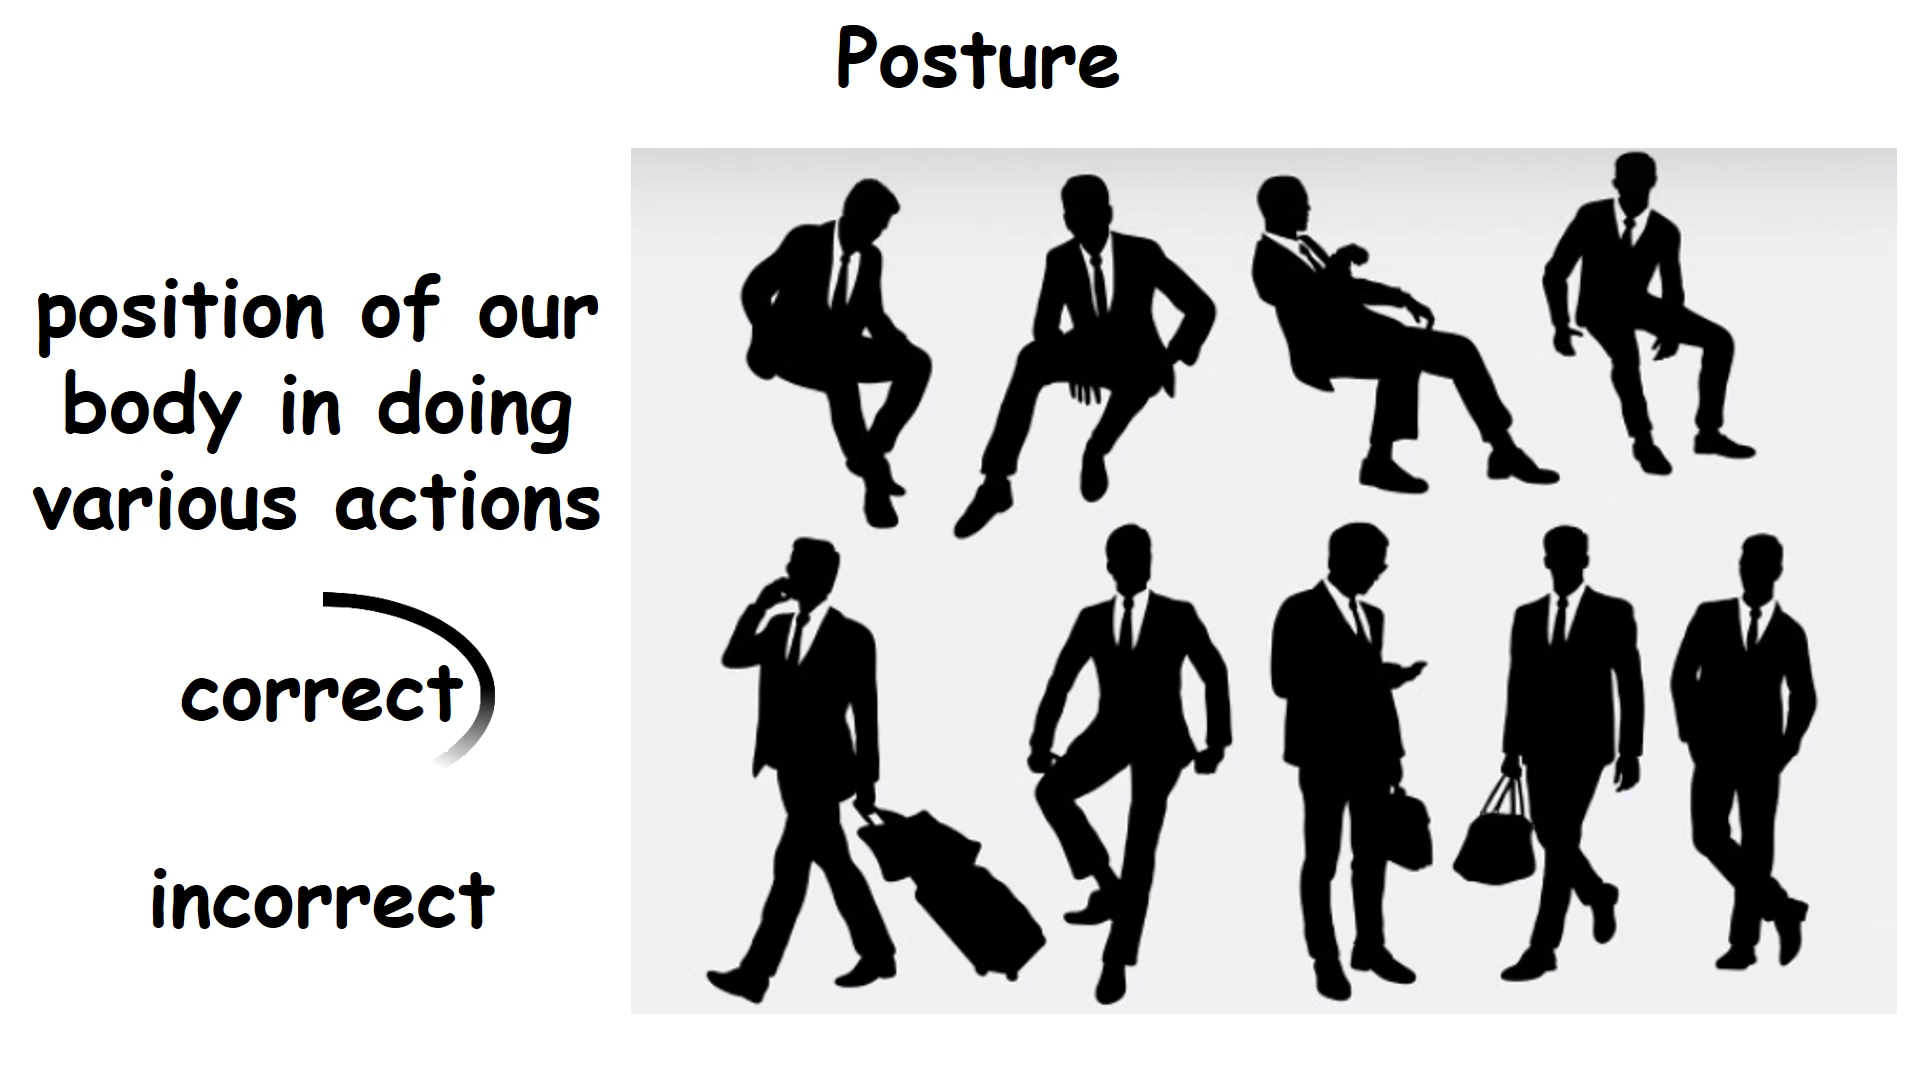 Posture
position of our
body in doing
various actions
correct
incorrect